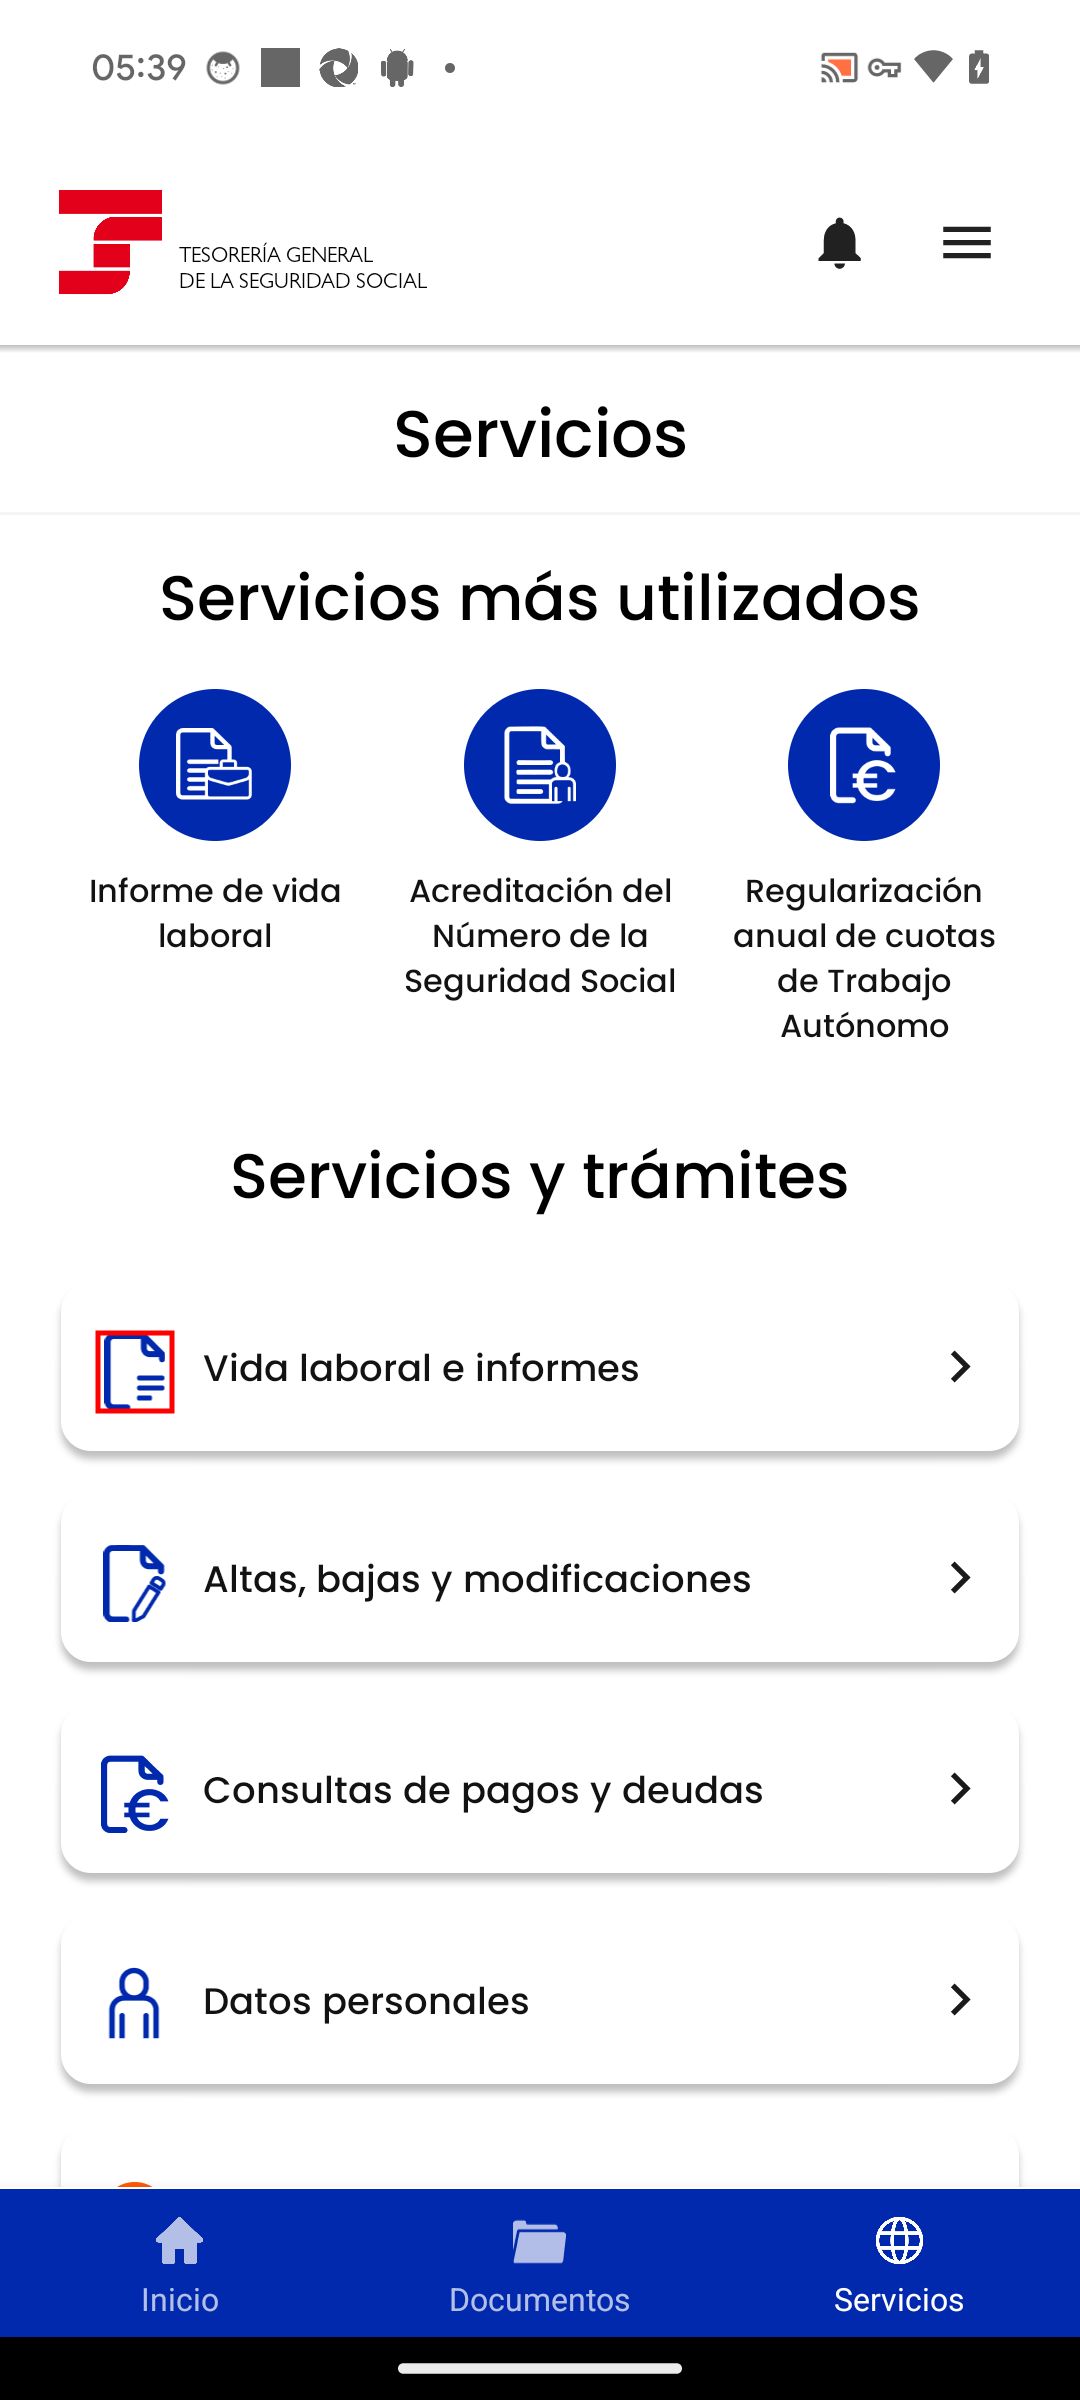 05:39
TESORERÍA GENERAL
DE LA SEGURIDAD SOCIAL
Servicios
Servicios más utilizados
Informe de vida
laboral
Acreditación del
Número de la
Seguridad Social
Regularización
anual de cuotas
de Trabajo
Autónomo
Servicios y trámites
Vida laboral e informes
Altas, bajas y modificaciones
Consultas de pagos y deudas
Datos personales
Inicio
Documentos
Servicios